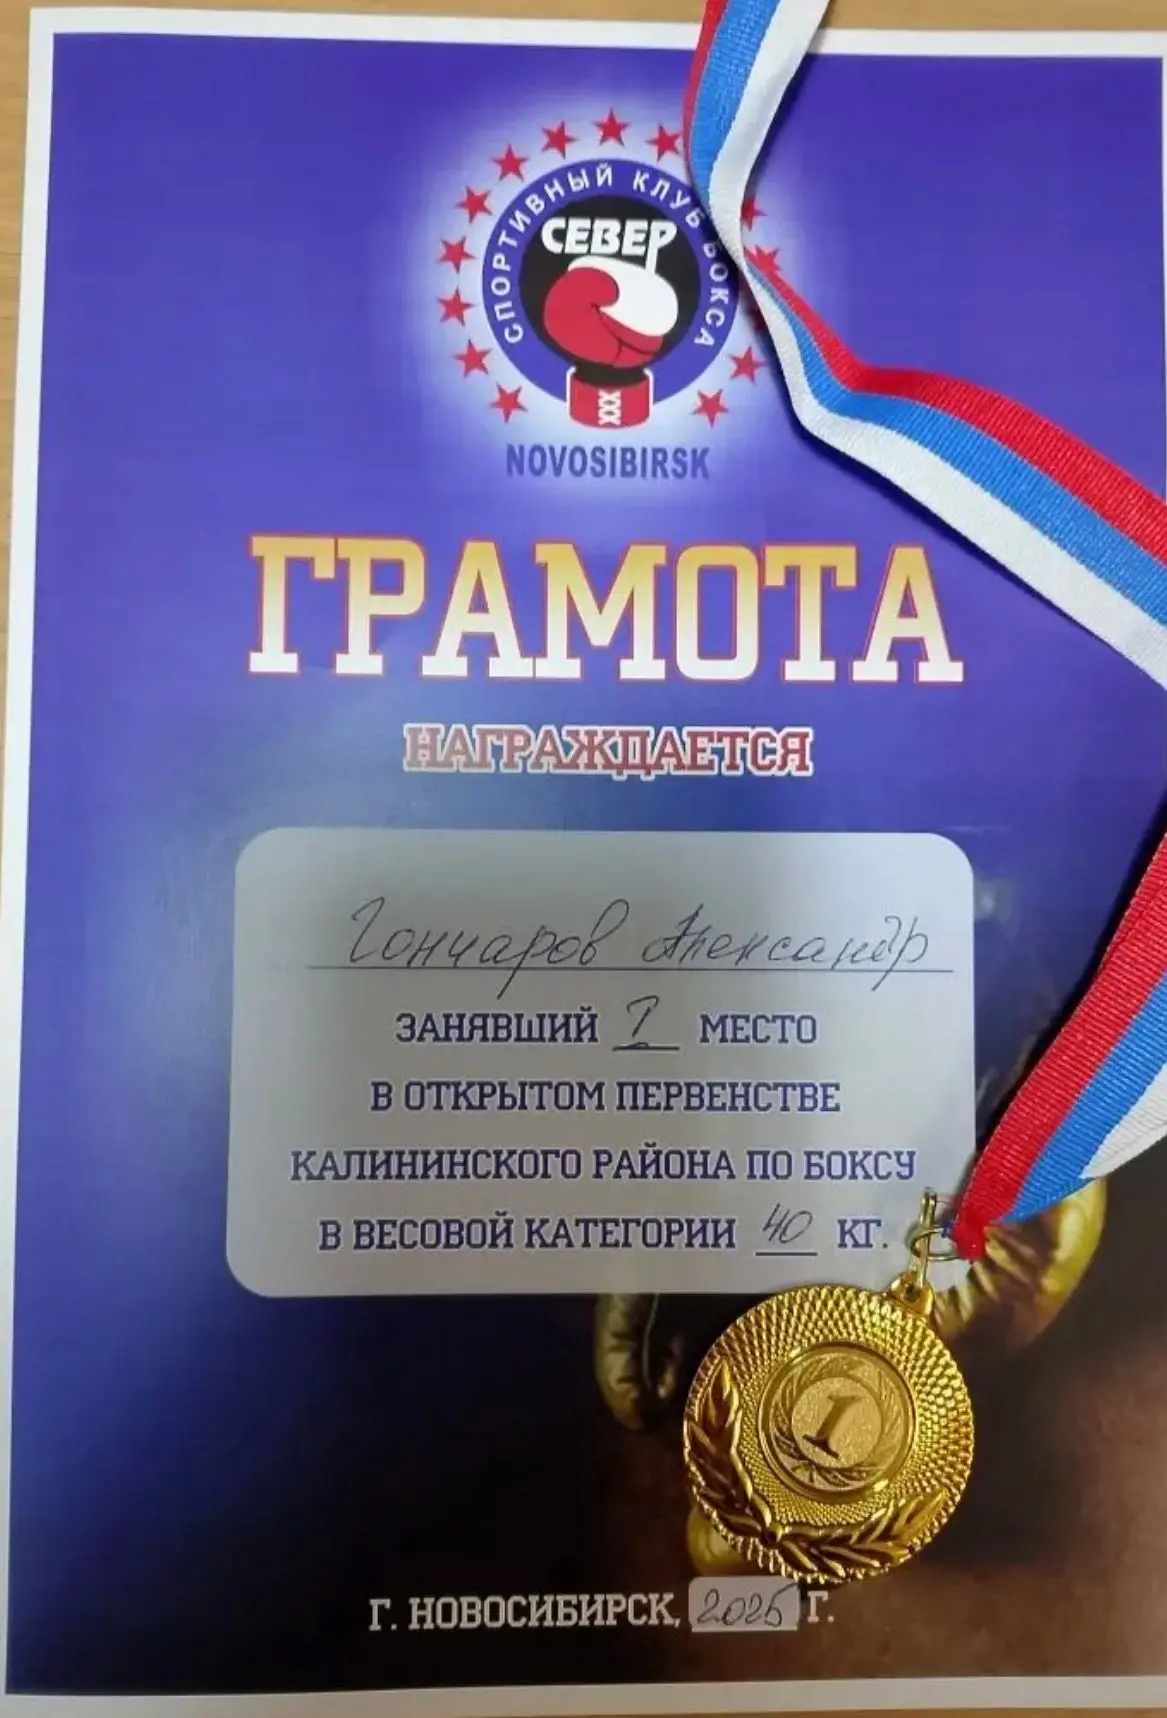 СПОРТИВНЫЙ КЛУБ БОКСА
СЕВЕР
NOVOSIBIRSK
ГРАМОТА
НАГРАЖДАЕТСЯ
Гончаров Александр
ЗАНЯВШИЙ 1 МЕСТО
В ОТКРЫТОМ ПЕРВЕНСТВЕ
КАЛИНИНСКОГО РАЙОНА ПО БОКСУ
В ВЕСОВОЙ КАТЕГОРИИ 40 КГ.
1
Г. НОВОСИБИРСК, 2025 Г.